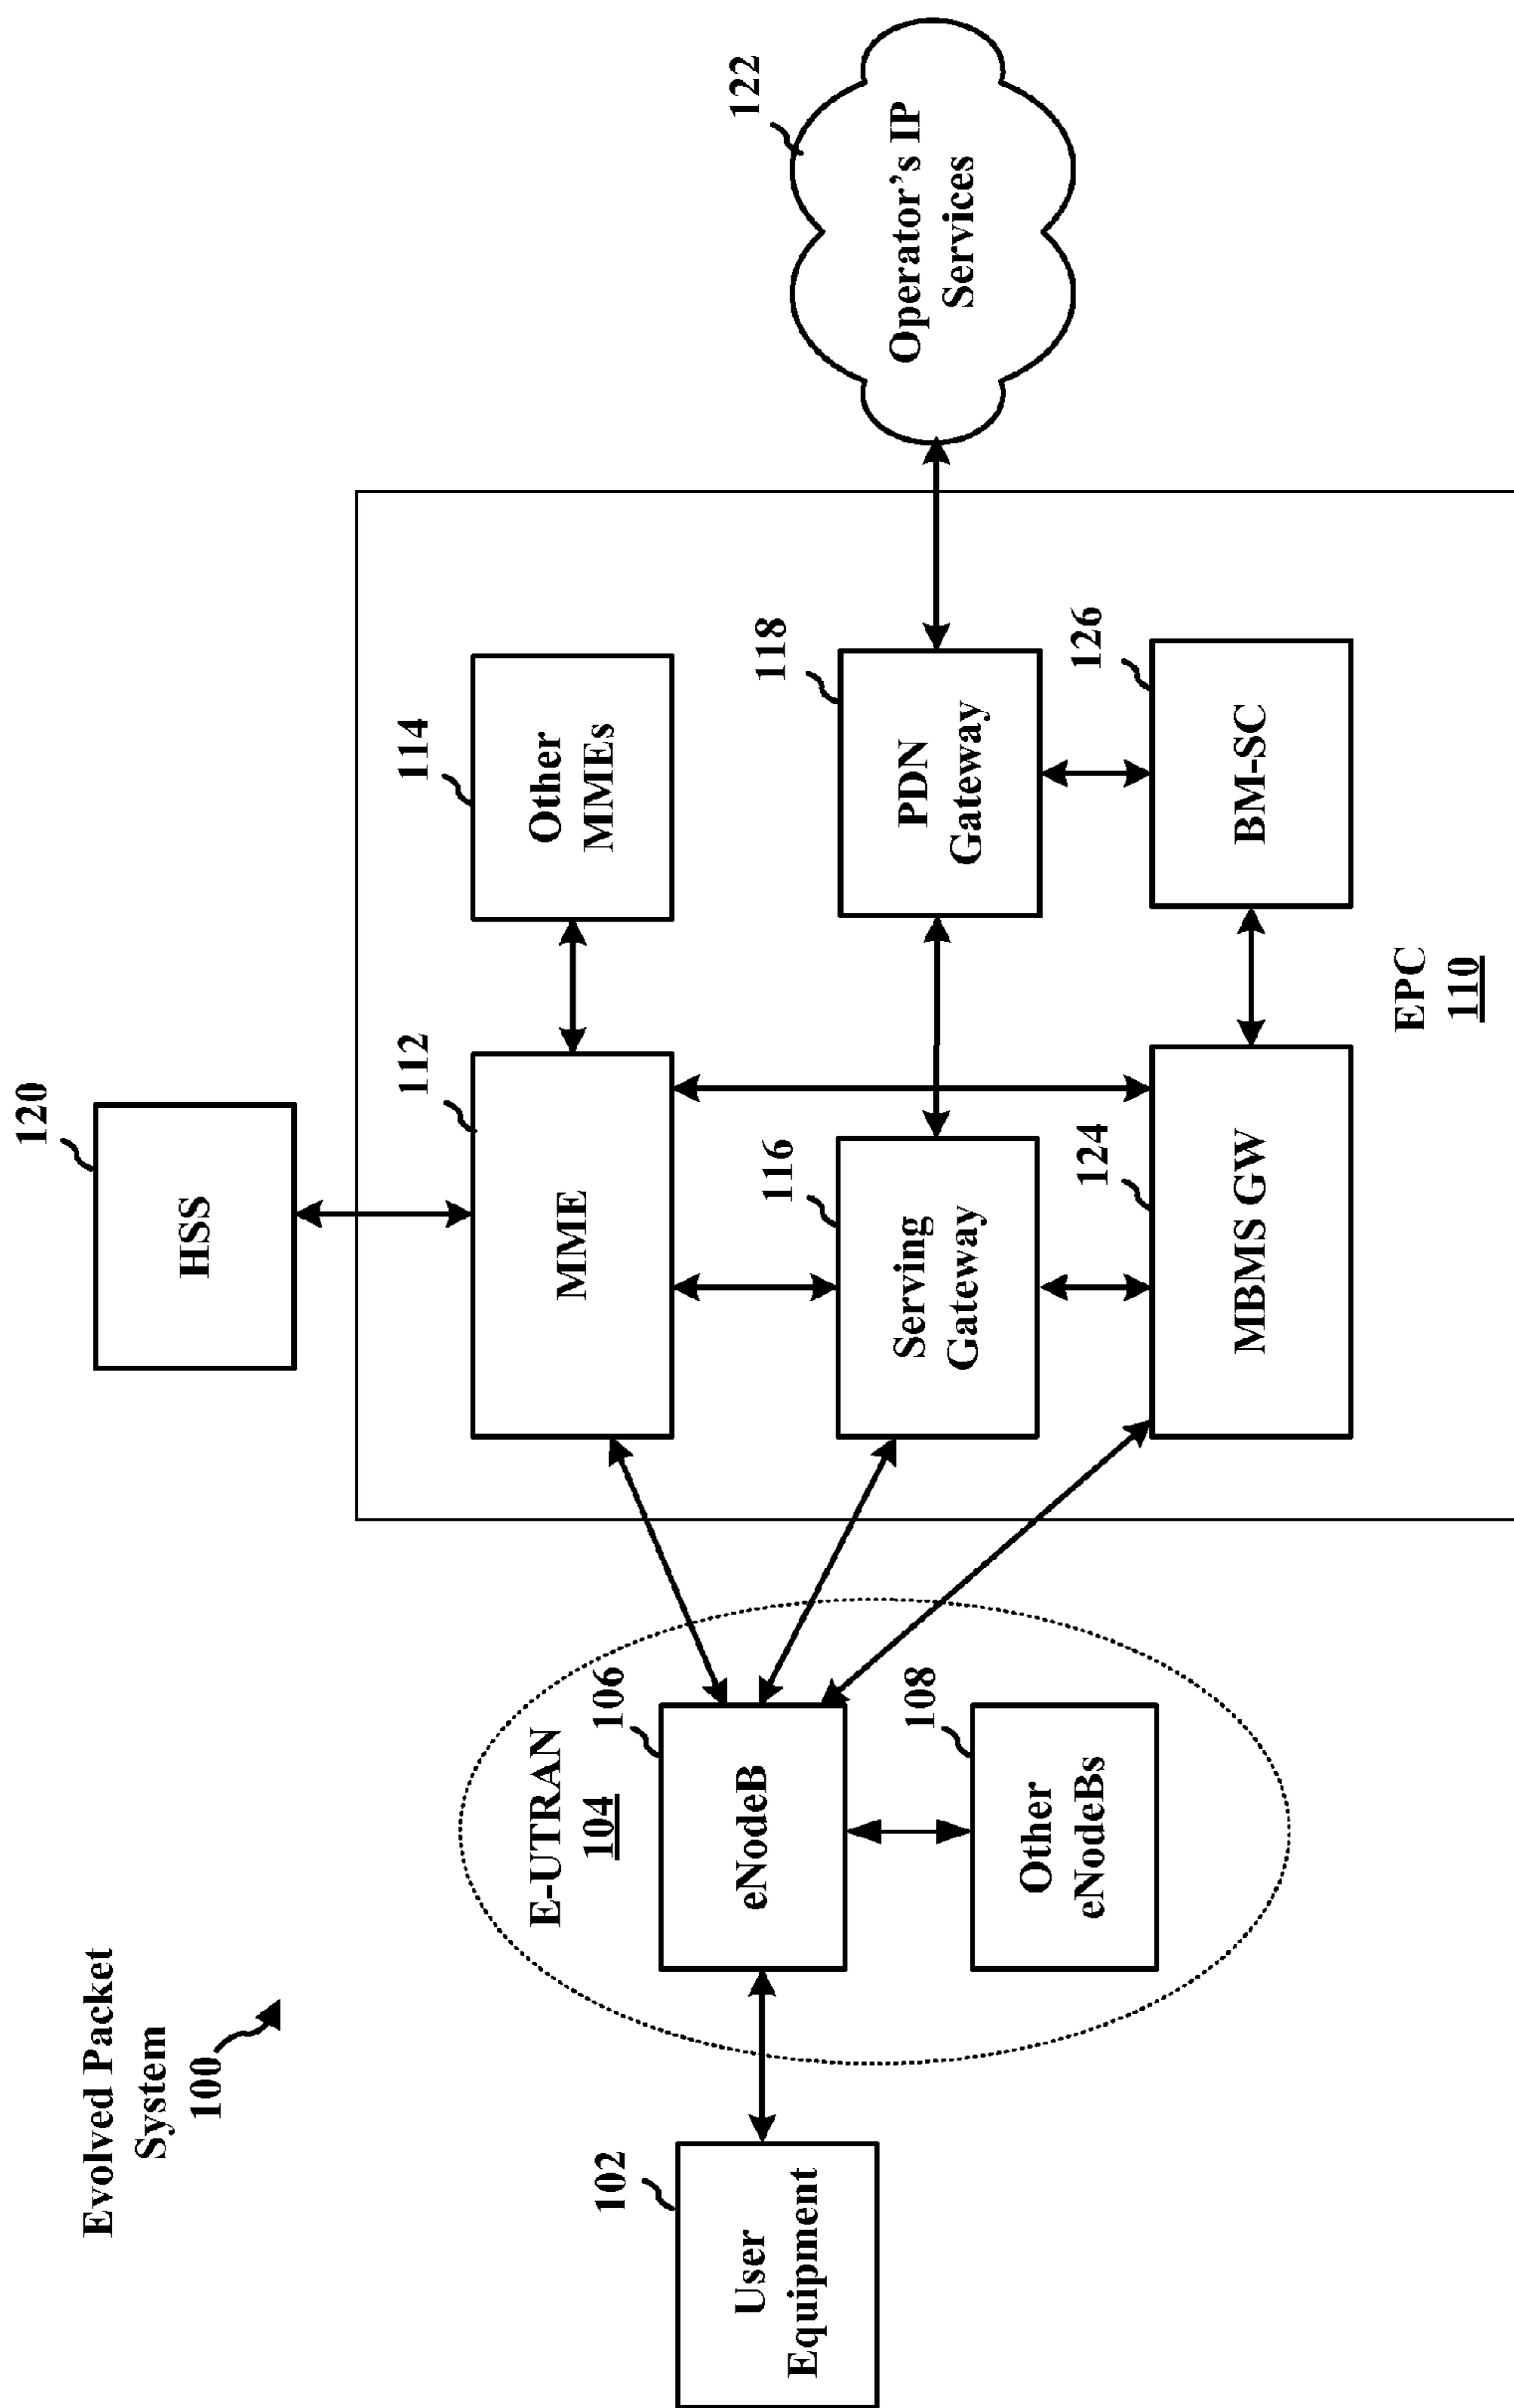 Evolved Packet
System
100
102
User
Equipment
E-UTRAN
104
106
eNodeB
108
Other
eNodeBs
120
HSS
112
MME
114
Other
MMEs
116
Serving
Gateway
118
PDN
Gateway
124
MBMS GW
126
BM-SC
EPC
110
122
Operator's IP
Services